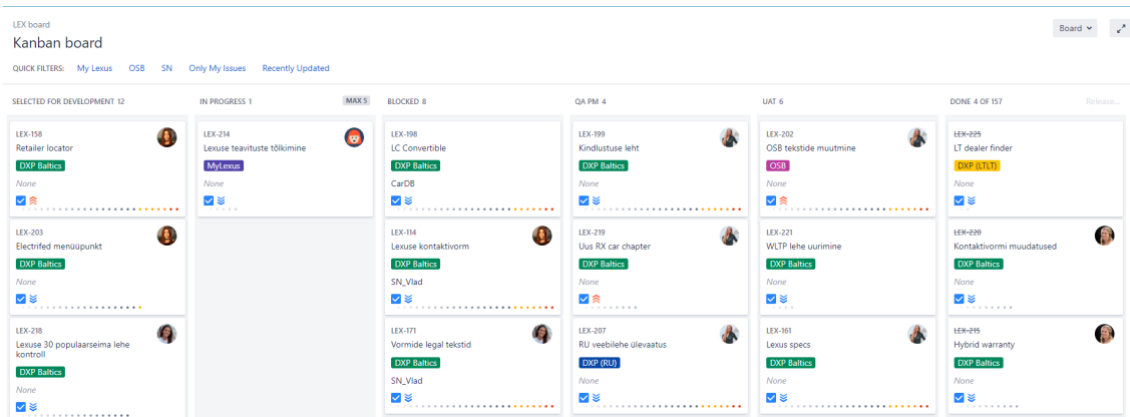 LEX board
Kanban board
Board
QUICK FILTERS: My Lexus OSB SN Only My Issues Recently Updated
SELECTED FOR DEVELOPMENT 12
LEX-158
Retailer locator
DXP Baltics
None
LEX-203
Electrifed menüüpunkt
DXP Baltics
None
LEX-218
Lexuse 30 populaarseima lehe
kontroll
DXP Baltics
None
IN PROGRESS 1 MAX 5
LEX-214
Lexuse teavituste tõlkimine
MyLexus
None
BLOCKED 8
LEX-198
LC Convertible
DXP Baltics
CarDB
LEX-114
Lexuse kontaktivorm
DXP Baltics
SN_Vlad
LEX-171
Vormide legal tekstid
DXP Baltics
SN_Vlad
QA PM 4
LEX-199
Kindlustuse leht
DXP Baltics
None
LEX-219
Uus RX car chapter
DXP Baltics
None
LEX-207
RU veebilehe ülevaatus
DXP (RU)
None
UAT 6
LEX-202
OSB tekstide muutmine
OSB
None
LEX-221
WLTP lehe uurimine
DXP Baltics
None
LEX-161
Lexus specs
DXP Baltics
None
DONE 4 OF 157 Release...
LEX-225
LT dealer finder
DXP (LTLT)
None
LEX-220
Kontaktivormi muudatused
DXP Baltics
None
LEX-215
Hybrid warranty
DXP Baltics
None